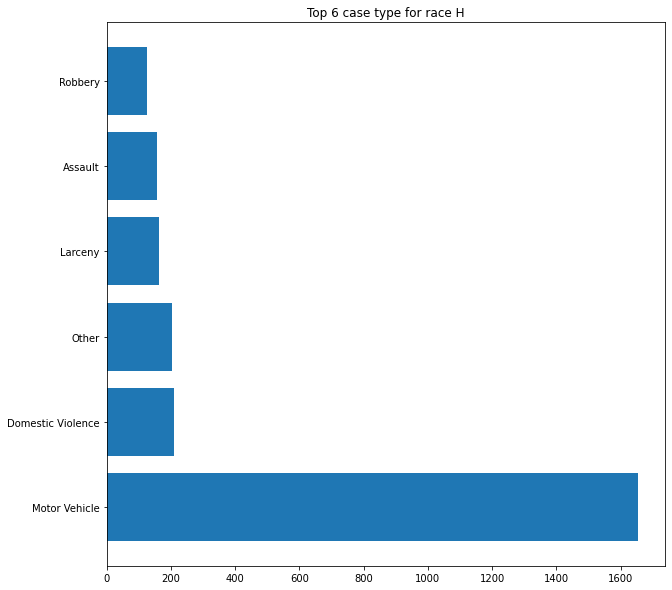 Top 6 case type for race H
Robbery
Assault
Larceny
Other
Domestic Violence
Motor Vehicle
0 200 400 600 800 1000 1200 1400 1600